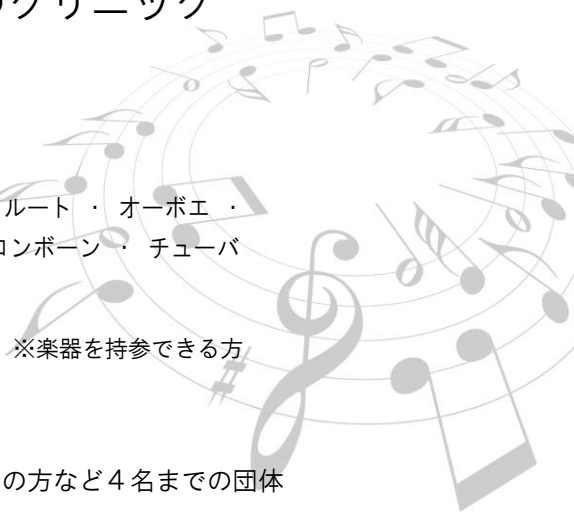 クリニック
ルート ・ オーボエ ・
コンボーン ・ チューバ
※楽器を持参できる方
の方など４名までの団体